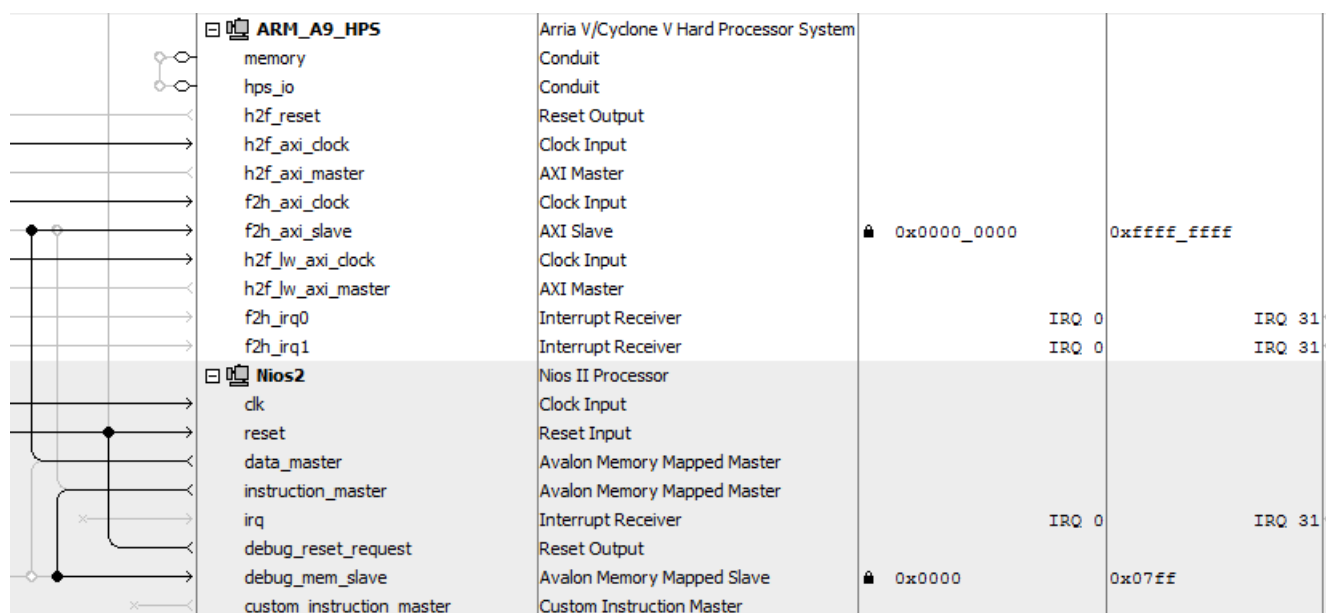 ARM_A9_HPS Arria V/Cyclone V Hard Processor System
memory Conduit
hps_io Conduit
h2f_reset Reset Output
h2f_axi_clock Clock Input
h2f_axi_master AXI Master
f2h_axi_clock Clock Input
f2h_axi_slave AXI Slave 0x0000_0000 0xffff_ffff
h2f_lw_axi_clock Clock Input
h2f_lw_axi_master AXI Master
f2h_irq0 Interrupt Receiver IRQ 0 IRQ 31
f2h_irq1 Interrupt Receiver IRQ 0 IRQ 31
Nios2 Nios II Processor
clk Clock Input
reset Reset Input
data_master Avalon Memory Mapped Master
instruction_master Avalon Memory Mapped Master
irq Interrupt Receiver IRQ 0 IRQ 31
debug_reset_request Reset Output
debug_mem_slave Avalon Memory Mapped Slave 0x0000 0x07ff
custom_instruction_master Custom Instruction Master